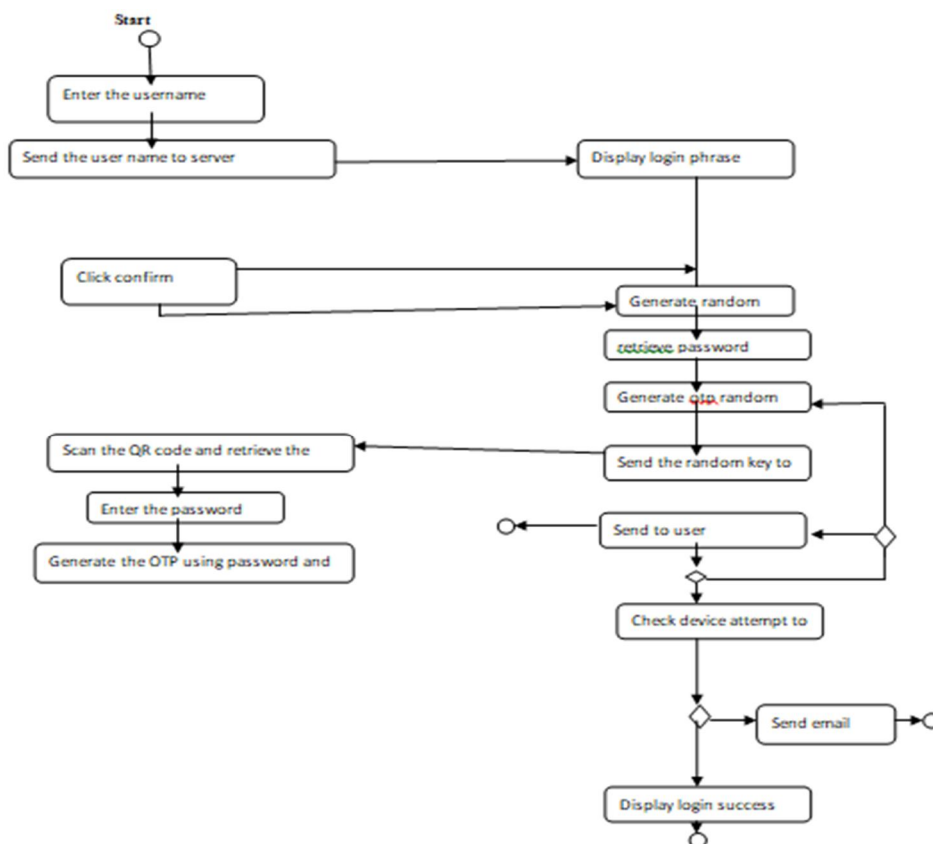 Start
Enter the username
Send the user name to server
Display login phrase
Click confirm
Generate random
retrieve password
Generate otp random
Scan the QR code and retrieve the
Send the random key to
Enter the password
Send to user
Generate the OTP using password and
Check device attempt to
Send email
Display login success